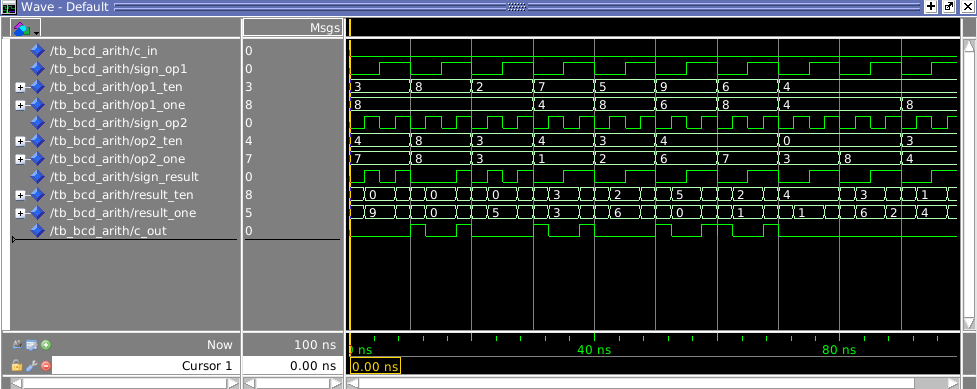 Wave - Default
Msgs
/tb_bcd_arith/c_in 0
/tb_bcd_arith/sign_op1 0
/tb_bcd_arith/op1_ten 3 3 8 2 7 5 9 6 4
/tb_bcd_arith/op1_one 8 8 4 8 6 8 4 8
/tb_bcd_arith/sign_op2 0
/tb_bcd_arith/op2_ten 4 4 8 3 4 3 4 0 3
/tb_bcd_arith/op2_one 7 7 8 3 1 2 6 7 3 8 4
/tb_bcd_arith/sign_result 0
/tb_bcd_arith/result_ten 8 0 0 0 3 2 5 2 4 3 1
/tb_bcd_arith/result_one 5 9 0 5 3 6 0 1 1 6 2 4
/tb_bcd_arith/c_out 0
Now 100 ns ns 40 ns 80 ns
Cursor 1 0.00 ns 0.00 ns